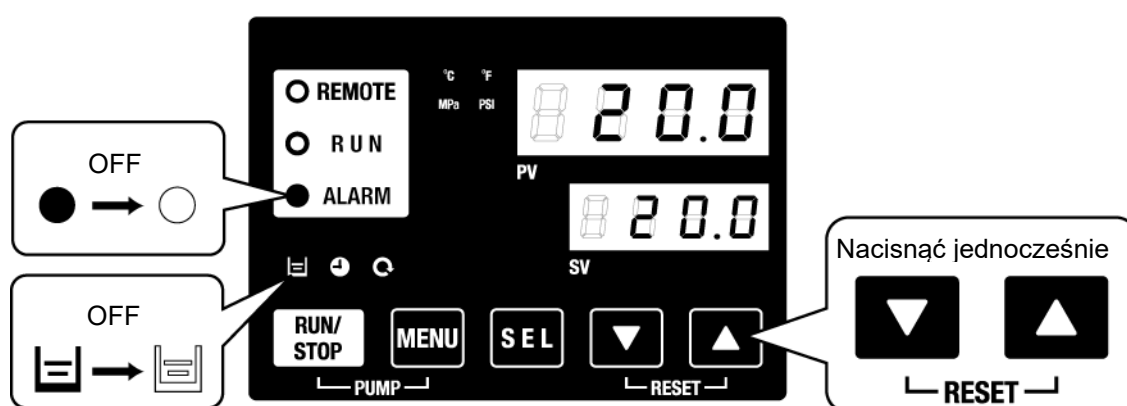 REMOTE
RUN
ALARM
°C °F
MPa PSI
20.0
PV
20.0
SV
OFF
OFF
RUN/
STOP
MENU
SEL
PUMP
RESET
Nacisnąć jednocześnie
RESET